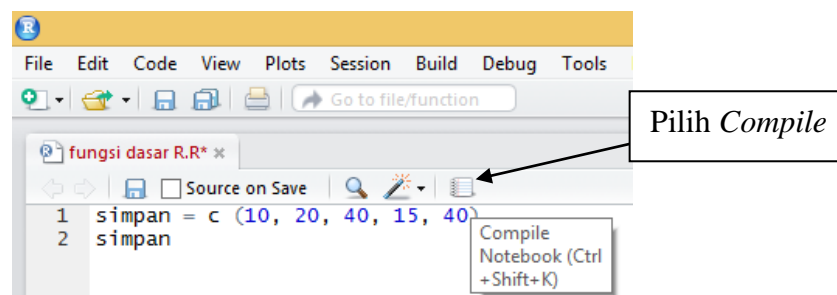 R
File Edit Code View Plots Session Build Debug Tools
Go to file/function
Pilih Compile
fungsi dasar R.R*
Source on Save
1 simpan = c (10, 20, 40, 15, 40)
2 simpan
Compile
Notebook (Ctrl
+Shift+K)